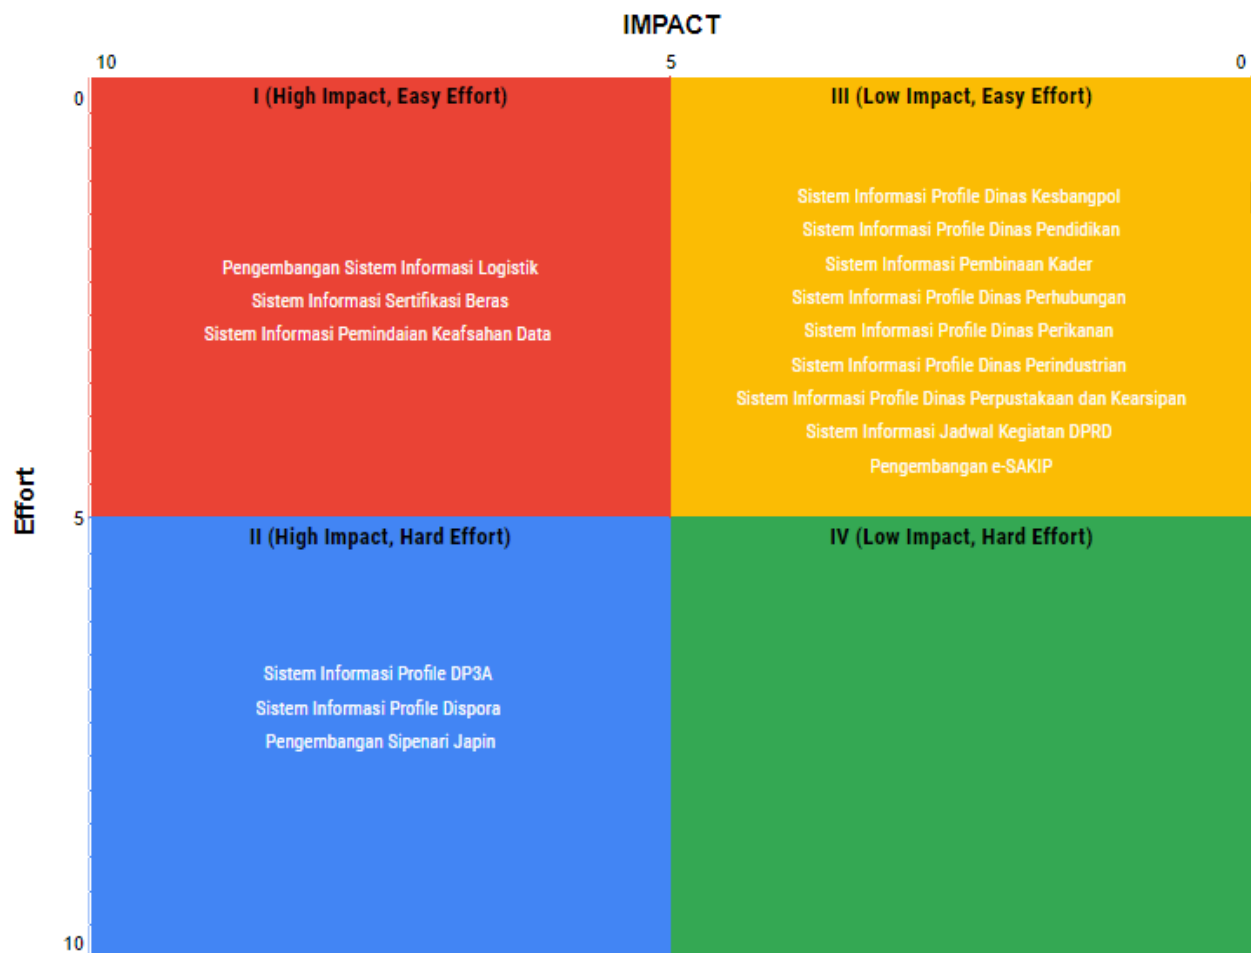 IMPACT
10
5
0
0
I (High Impact, Easy Effort)
Pengembangan Sistem Informasi Logistik
Sistem Informasi Sertifikasi Beras
Sistem Informasi Pemindaian Keafsahan Data
III (Low Impact, Easy Effort)
Sistem Informasi Profile Dinas Kesbangpol
Sistem Informasi Profile Dinas Pendidikan
Sistem Informasi Pembinaan Kader
Sistem Informasi Profile Dinas Perhubungan
Sistem Informasi Profile Dinas Perikanan
Sistem Informasi Profile Dinas Perindustrian
Sistem Informasi Profile Dinas Perpustakaan dan Kearsipan
Sistem Informasi Jadwal Kegiatan DPRD
Pengembangan e-SAKIP
Effort
5
II (High Impact, Hard Effort)
Sistem Informasi Profile DP3A
Sistem Informasi Profile Dispora
Pengembangan Sipenari Japin
IV (Low Impact, Hard Effort)
10